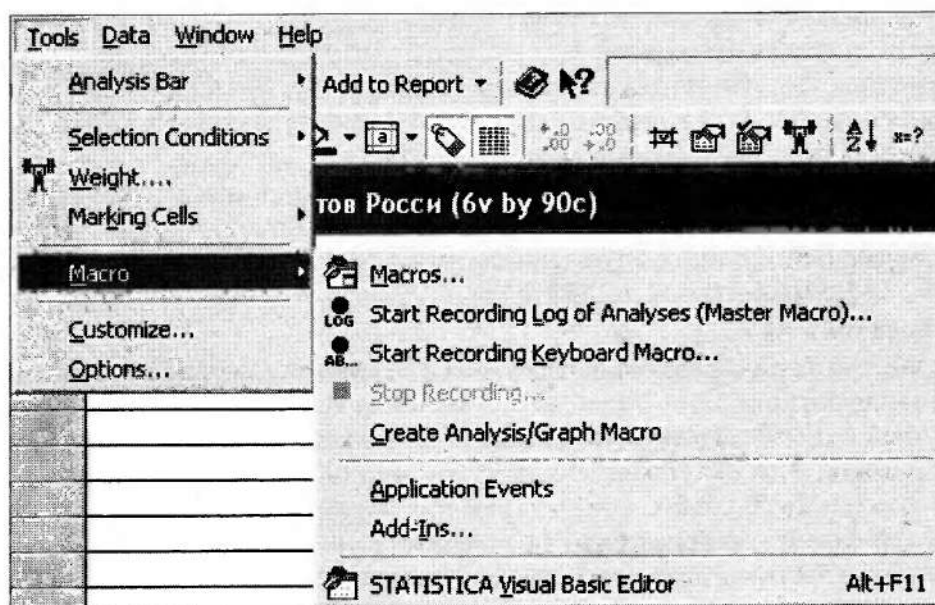 Tools Data Window Help
Analysis Bar
Add to Report
Selection Conditions
Weight....
Marking Cells
тов Росси (6v by 90c)
Macro
Macros...
LOG Start Recording Log of Analyses (Master Macro)...
AB... Start Recording Keyboard Macro...
Customize...
Options...
Stop Recording...
Create Analysis/Graph Macro
Application Events
Add-Ins...
STATISTICA Visual Basic Editor Alt+F11